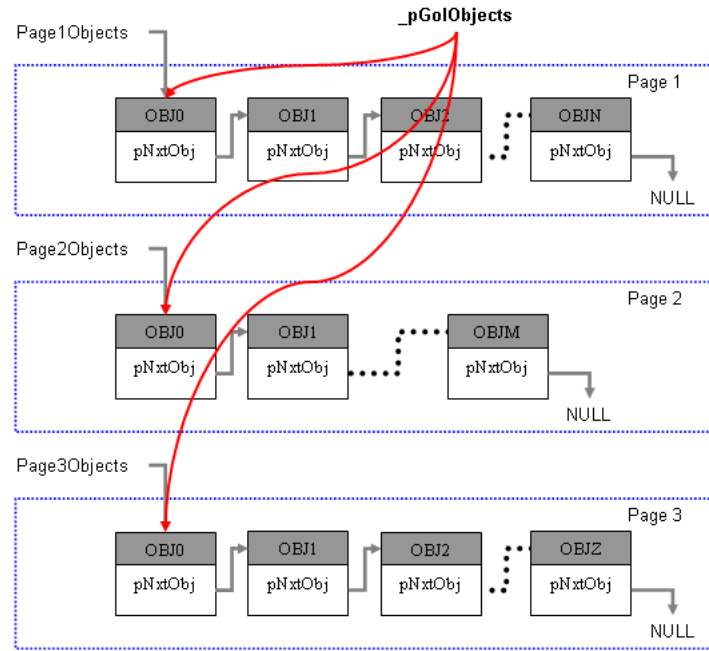 _pGolObjects
Page1Objects
Page 1
OBJ0 OBJ1 OBJ2 OBJN
pNxtObj pNxtObj pNxtObj pNxtObj
NULL
Page2Objects
Page 2
OBJ0 OBJ1 OBJM
pNxtObj pNxtObj pNxtObj
NULL
Page3Objects
Page 3
OBJ0 OBJ1 OBJ2 OBJZ
pNxtObj pNxtObj pNxtObj pNxtObj
NULL